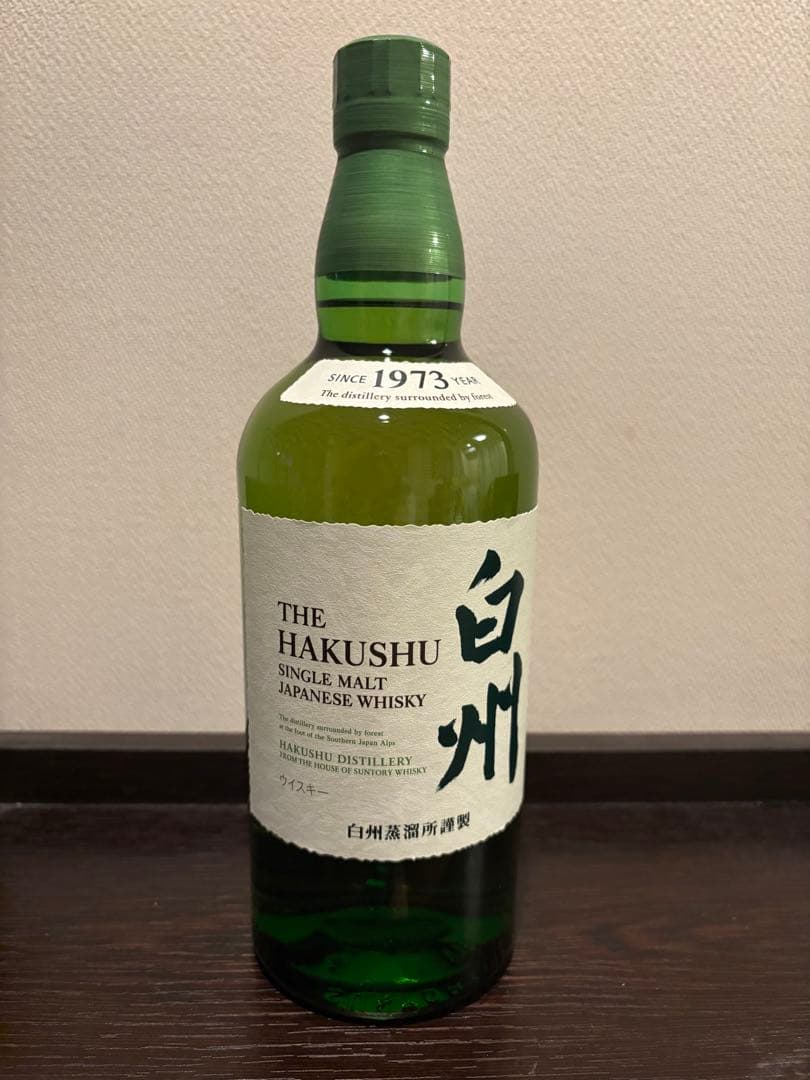 SINCE 1973 YEAR
The distillery surrounded by forest
THE
HAKUSHU
SINGLE MALT
JAPANESE WHISKY
The distillery surrounded by forest
at the foot of the Southern Japan Alps
HAKUSHU DISTILLERY
FROM THE HOUSE OF SUNTORY WHISKY
ウイスキー
白州
白州蒸溜所謹製